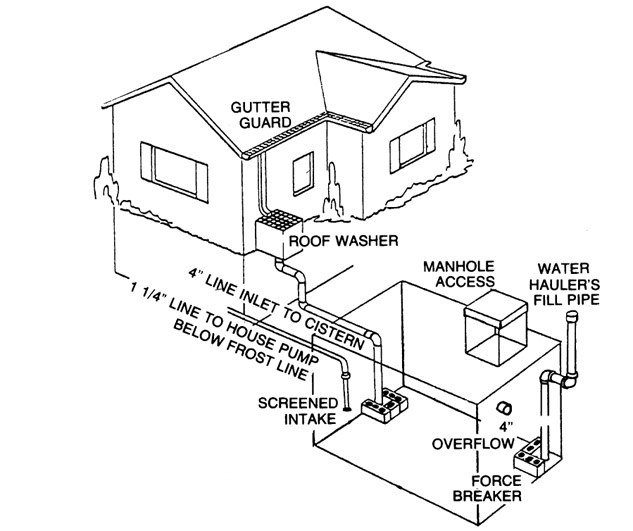 GUTTER
GUARD
ROOF WASHER
MANHOLE
ACCESS
WATER
HAULER'S
FILL PIPE
4" LINE INLET TO CISTERN
1 1/4" LINE TO HOUSE PUMP
BELOW FROST LINE
SCREENED
INTAKE
4"
OVERFLOW
FORCE
BREAKER